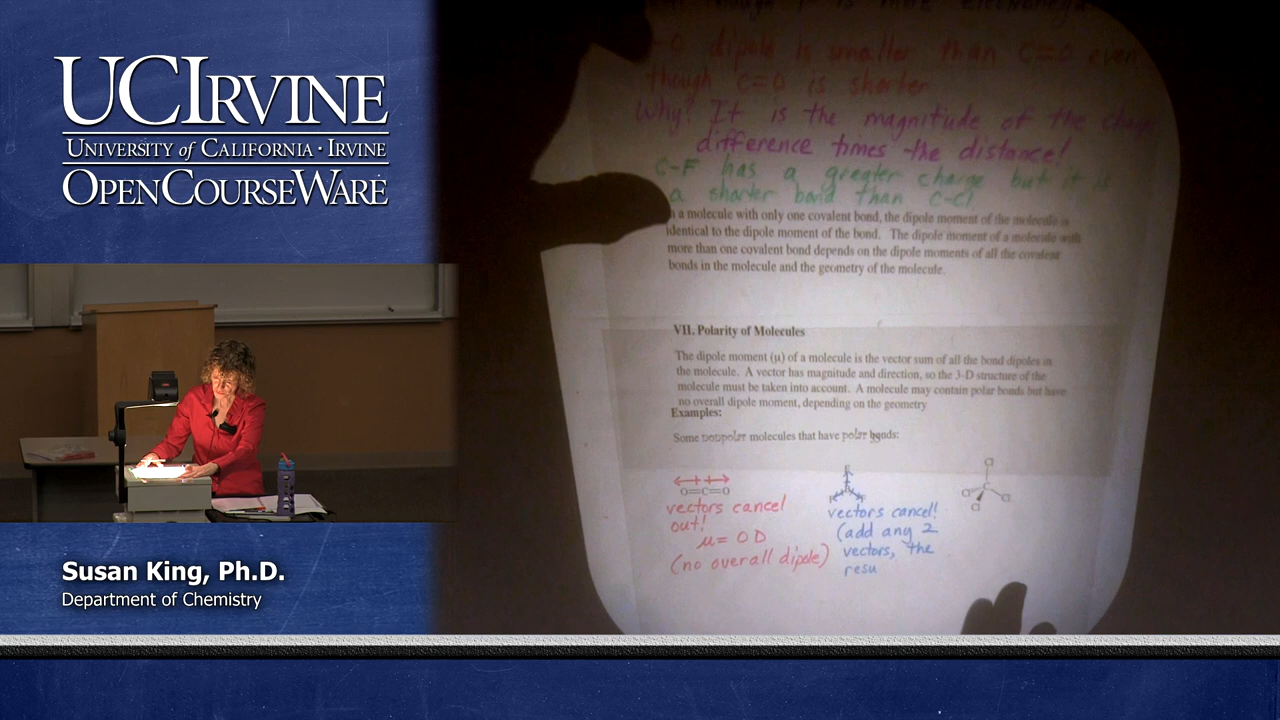 UCIRVINE
UNIVERSITY of CALIFORNIA · IRVINE
OPENCOURSEWARE
Susan King, Ph.D.
Department of Chemistry
dipole is smaller than C=O even
though C=O is shorter
Why? It is the magnitude of the charge
difference times the distance!
C-F has a greater charge but it is
a shorter bond than C-Cl
a molecule with only one covalent bond, the dipole moment of the molecule is
identical to the dipole moment of the bond. The dipole moment of a molecule with
more than one covalent bond depends on the dipole moments of all the covalent
bonds in the molecule and the geometry of the molecule.
VII. Polarity of Molecules
The dipole moment (μ) of a molecule is the vector sum of all the bond dipoles in
the molecule. A vector has magnitude and direction, so the 3-D structure of the
molecule must be taken into account. A molecule may contain polar bonds but have
no overall dipole moment, depending on the geometry
Examples:
Some nonpolar molecules that have polar bonds:
O=C=O
vectors cancel
out!
μ = 0 D
(no overall dipole)
F
B
F F
vectors cancel!
(add any 2
vectors, the
resu
Cl
C
Cl Cl
Cl